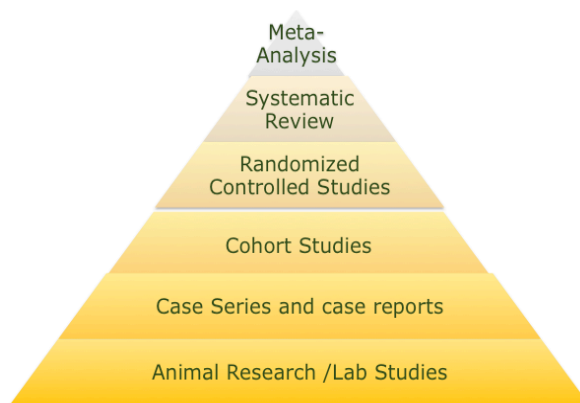 Meta-
Analysis
Systematic
Review
Randomized
Controlled Studies
Cohort Studies
Case Series and case reports
Animal Research /Lab Studies